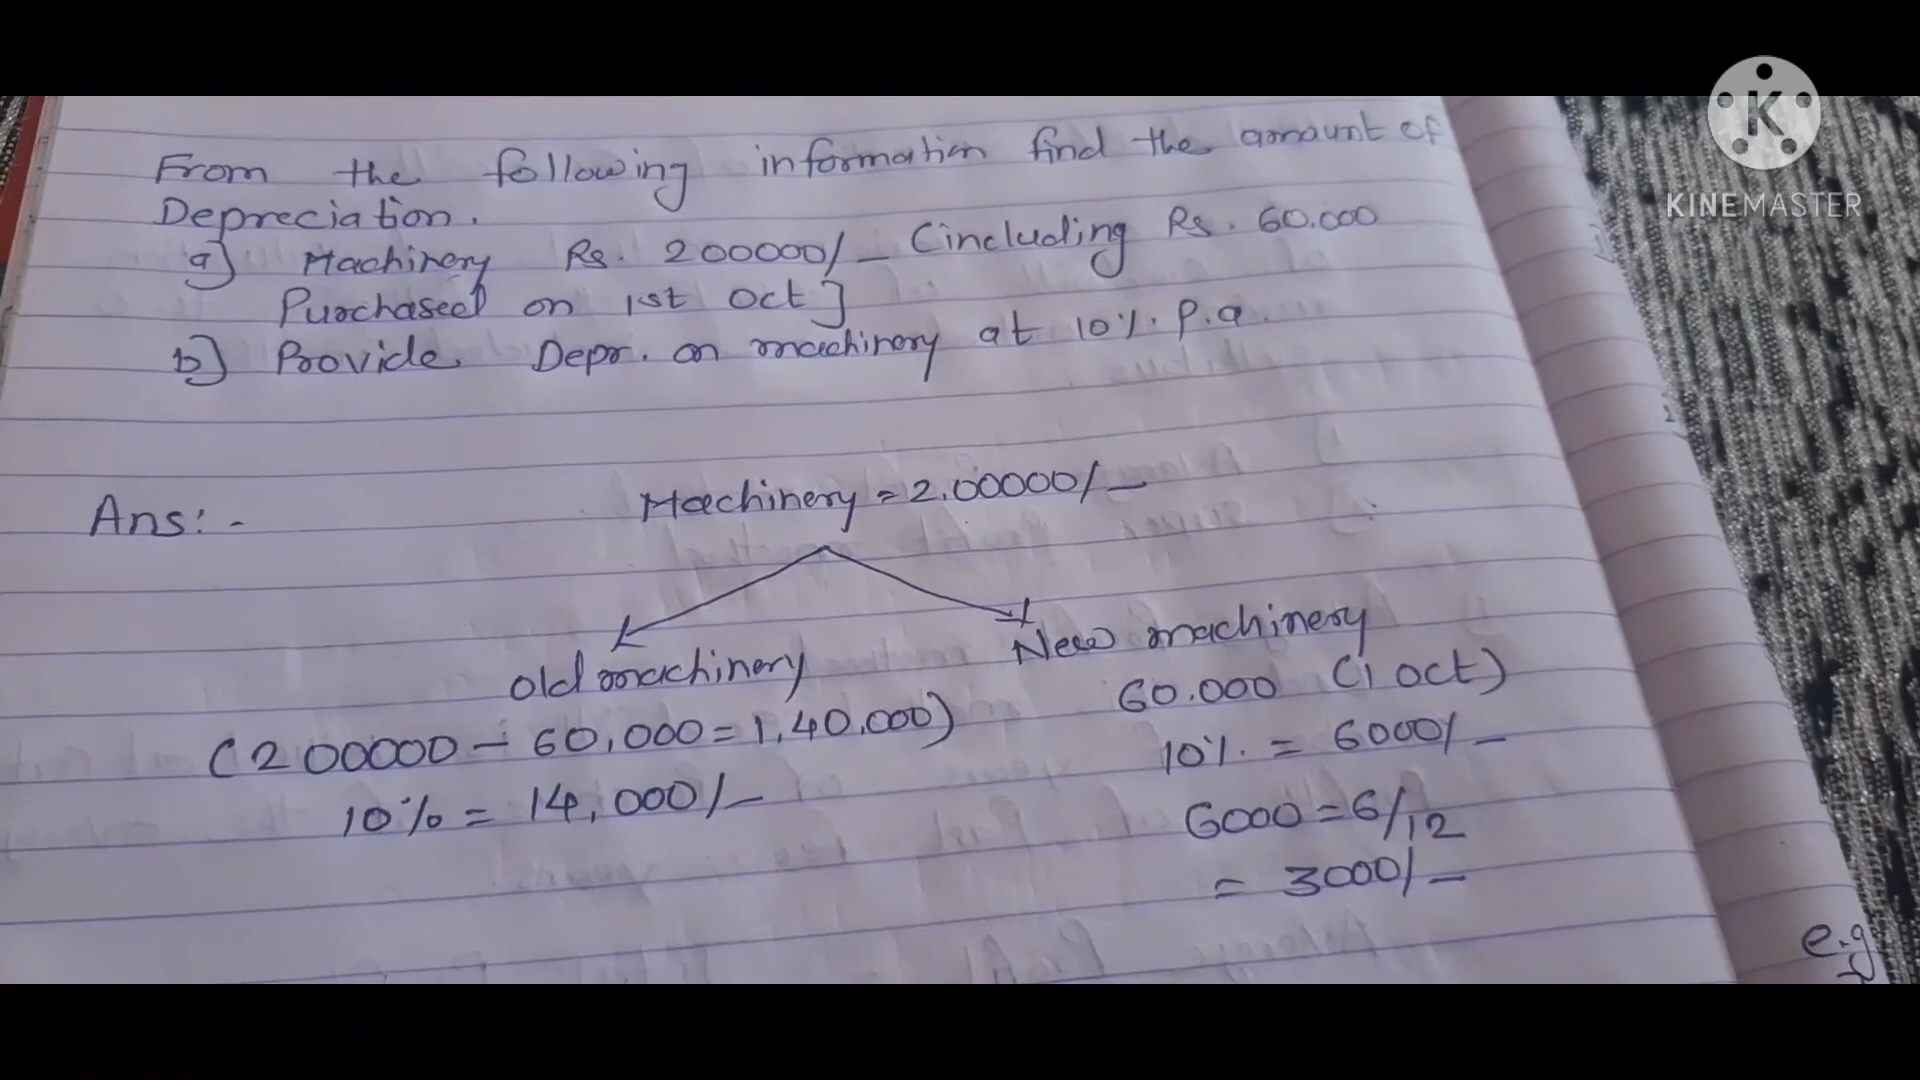 K
KINEMASTER
From the following information find the amount of
Depreciation.
a] Machinery Rs. 200000/- (including Rs. 60.000
Purchased on 1st Oct]
b] Provide Depr. on machinery at 10%. P.a.
Ans:-
Machinery = 2.00000/-
Old machinery
(200000 - 60,000 = 1,40,000)
10% = 14,000/-
New machinery
60.000 (1 oct)
10%. = 6000/-
6000 = 6/12
= 3000/-
e.g